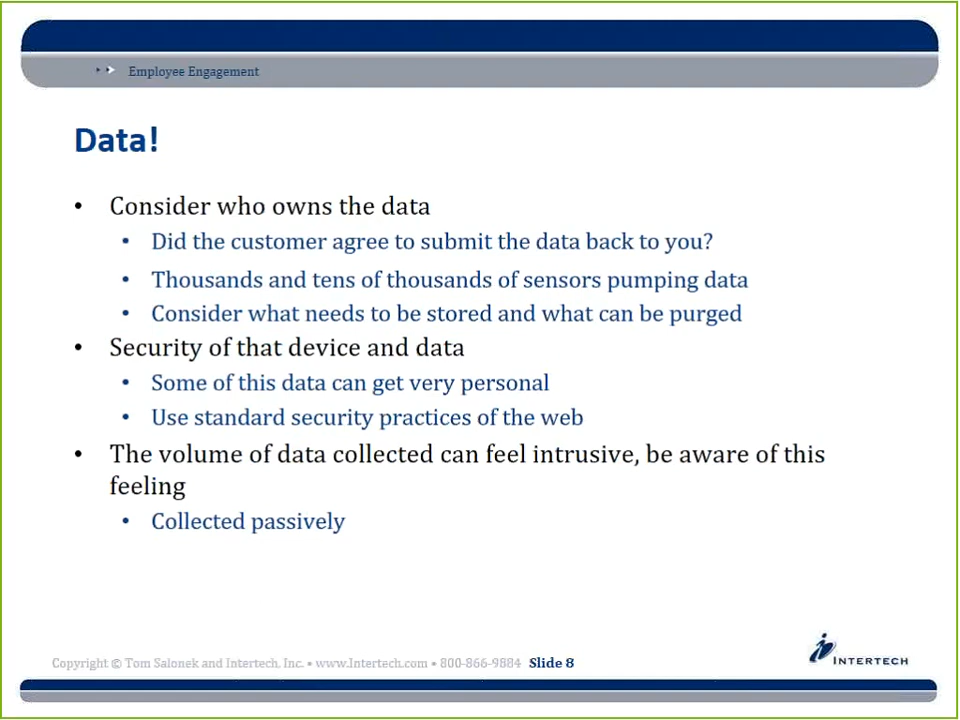 Employee Engagement
Data!
• Consider who owns the data
• Did the customer agree to submit the data back to you?
• Thousands and tens of thousands of sensors pumping data
• Consider what needs to be stored and what can be purged
• Security of that device and data
• Some of this data can get very personal
• Use standard security practices of the web
• The volume of data collected can feel intrusive, be aware of this
feeling
• Collected passively
Copyright © Tom Salonek and Intertech, Inc. • www.Intertech.com • 800-866-9884 Slide 8
INTERTECH